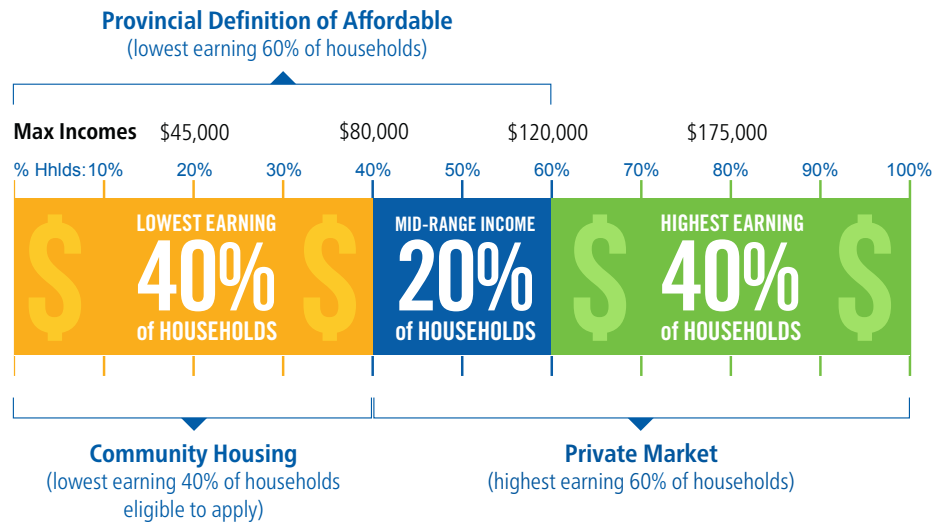 Provincial Definition of Affordable
(lowest earning 60% of households)
Max Incomes $45,000 $80,000 $120,000 $175,000
% Hhlds: 10% 20% 30% 40% 50% 60% 70% 80% 90% 100%
$
LOWEST EARNING
40%
of HOUSEHOLDS
$
MID-RANGE INCOME
20%
of HOUSEHOLDS
$
HIGHEST EARNING
40%
of HOUSEHOLDS
$
Community Housing
(lowest earning 40% of households
eligible to apply)
Private Market
(highest earning 60% of households)